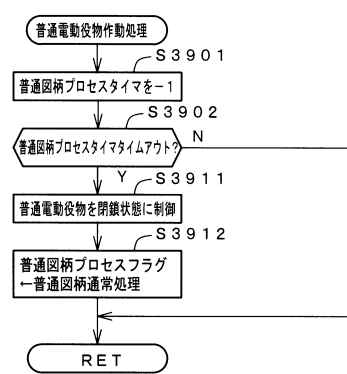 普通電動役物作動処理
S3901
普通図柄プロセスタイマを－1
S3902
普通図柄プロセスタイマタイムアウト?
N
Y
S3911
普通電動役物を閉鎖状態に制御
S3912
普通図柄プロセスフラグ
←普通図柄通常処理
RET